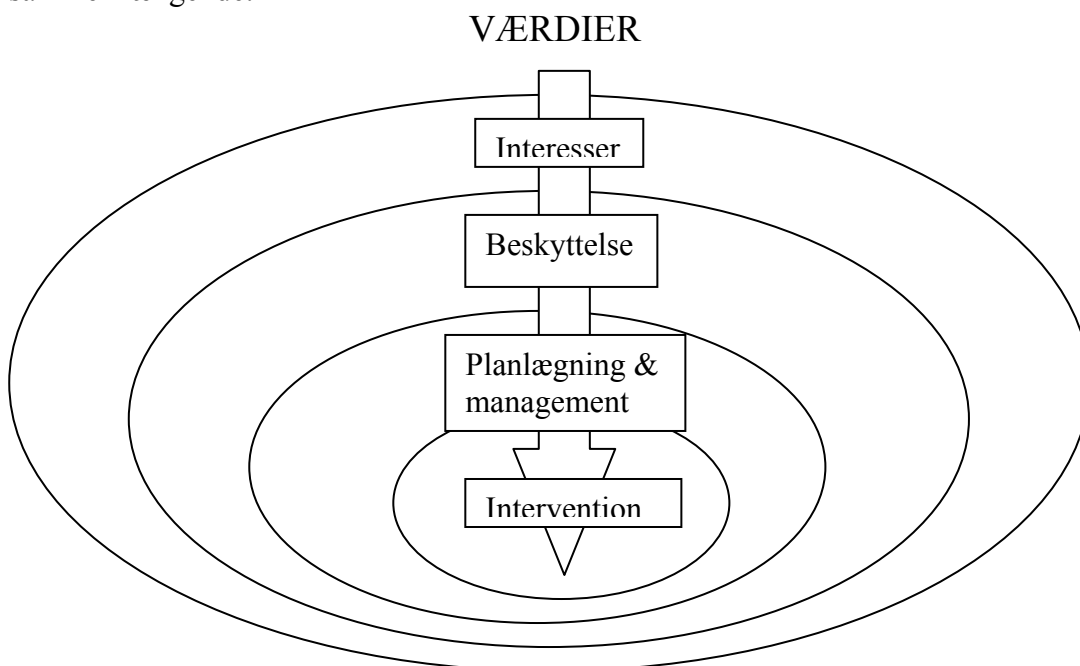 VÆRDIER
Interesser
Beskyttelse
Planlægning &
management
Intervention